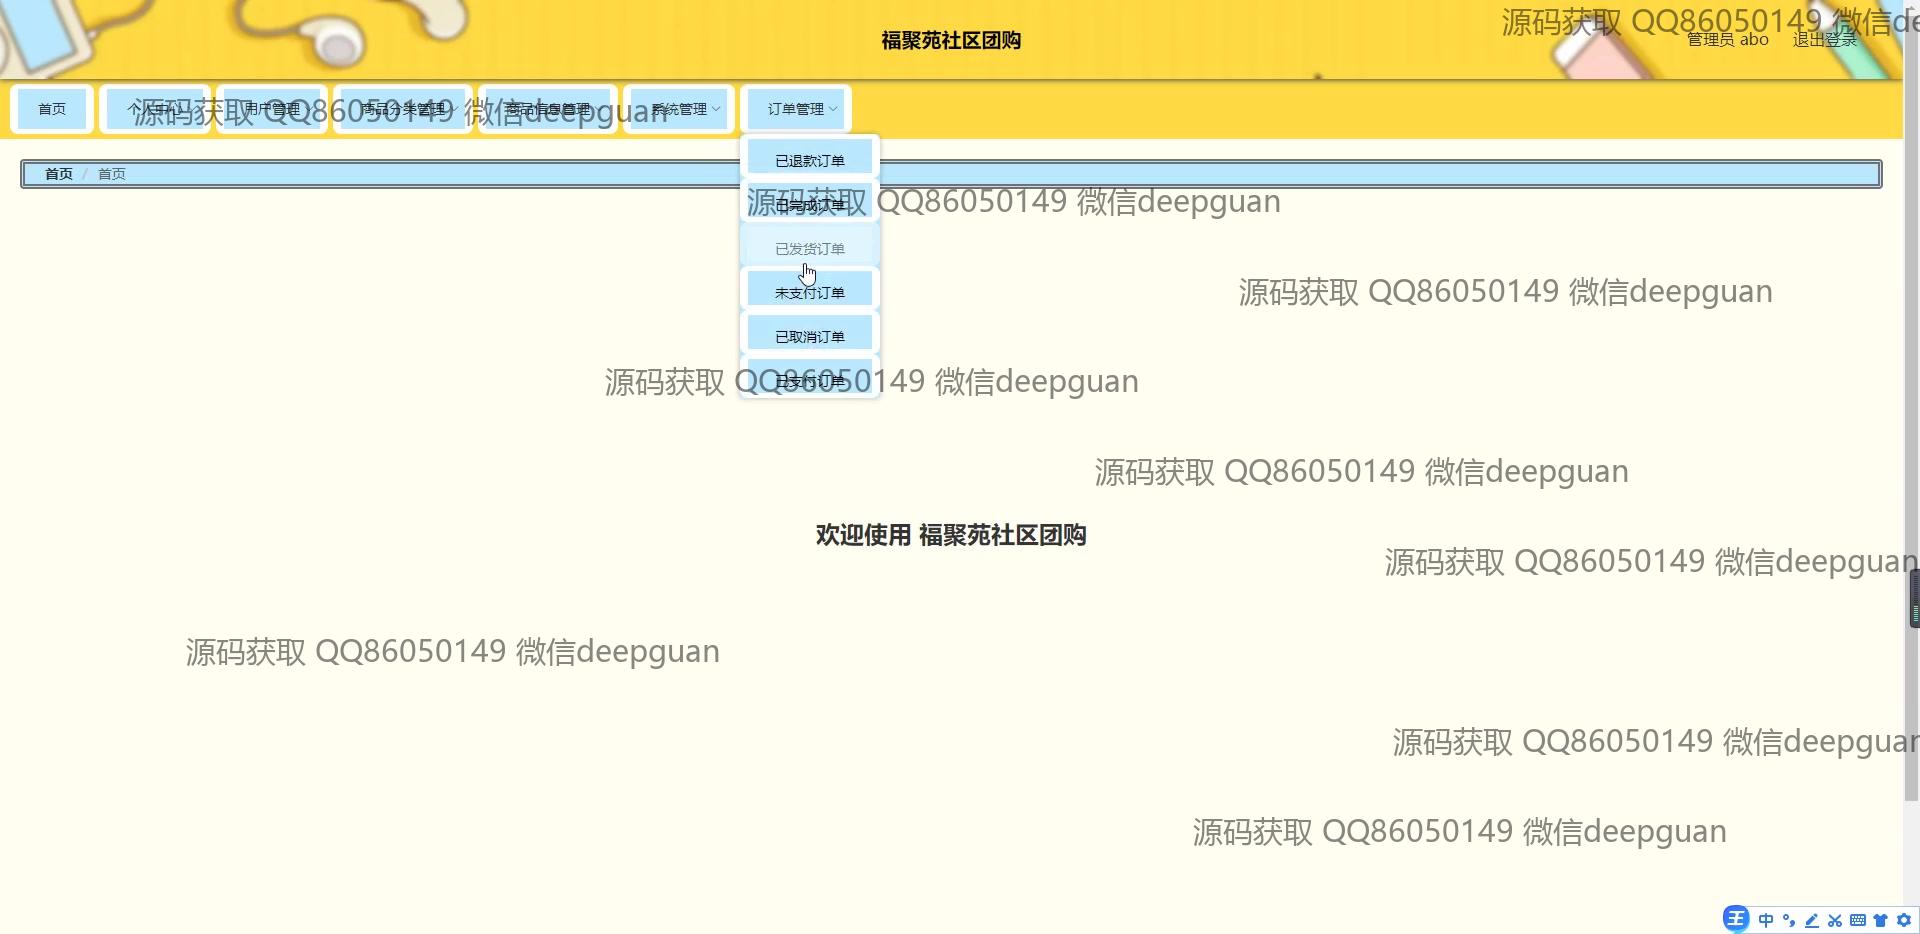 源码获取 QQ86050149 微信de
福聚苑社区团购
管理员 abo 退出登录
首页 个人中心 用户管理 商品分类管理 商品信息管理 系统管理 订单管理
源码获取 QQ86050149 微信deepguan
已退款订单
首页 / 首页
源码获取 QQ86050149 微信deepguan
已完成订单
已发货订单
源码获取 QQ86050149 微信deepguan
未支付订单
已取消订单
源码获取 QQ86050149 微信deepguan
已支付订单
源码获取 QQ86050149 微信deepguan
欢迎使用 福聚苑社区团购
源码获取 QQ86050149 微信deepguan
源码获取 QQ86050149 微信deepguan
源码获取 QQ86050149 微信deepguan
源码获取 QQ86050149 微信deepguan
王 中